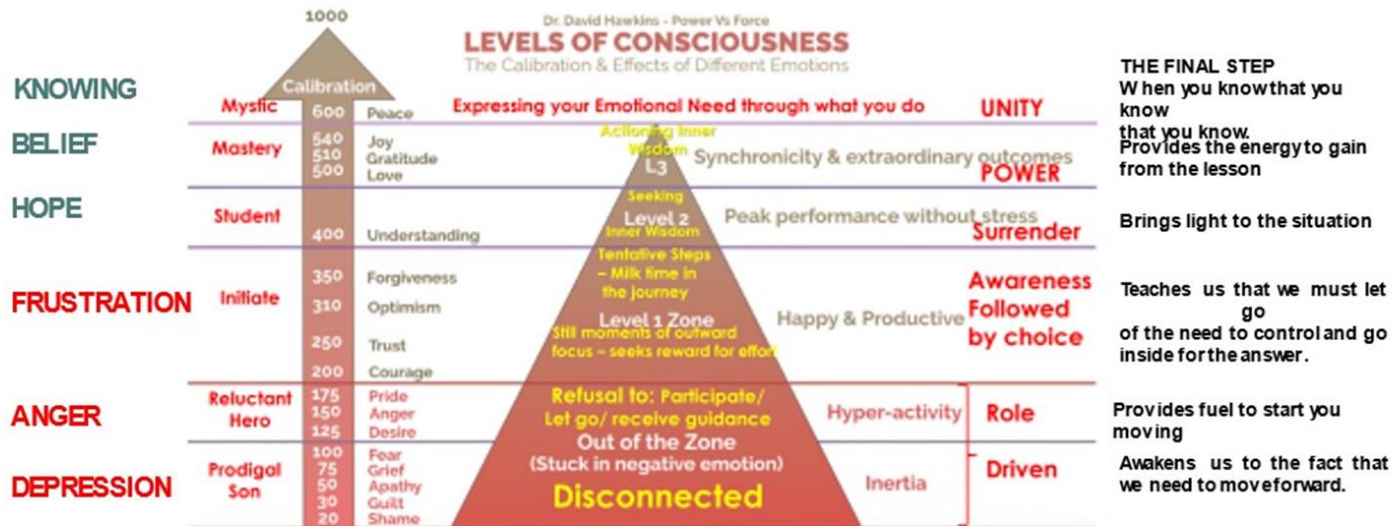 1000
Dr. David Hawkins - Power Vs Force
LEVELS OF CONSCIOUSNESS
The Calibration & Effects of Different Emotions
Calibration
KNOWING
Mystic
600 Peace
Expressing your Emotional Need through what you do
UNITY
THE FINAL STEP
When you know that you
know
that you know.
BELIEF
Mastery
540 Joy
510 Gratitude
500 Love
Actioning Inner
Wisdom
L3
Synchronicity & extraordinary outcomes
POWER
Provides the energy to gain
from the lesson
HOPE
Student
400 Understanding
Seeking
Level 2
Inner Wisdom
Peak performance without stress
Surrender
Brings light to the situation
FRUSTRATION
Initiate
350 Forgiveness
310 Optimism
250 Trust
200 Courage
Tentative Steps
– Milk time in
the journey
Level 1 Zone
Still moments of outward
focus – seeks reward for effort
Happy & Productive
Awareness
Followed
by choice
Teaches us that we must let
go
of the need to control and go
inside for the answer.
ANGER
Reluctant
Hero
175 Pride
150 Anger
125 Desire
Refusal to: Participate/
Let go/ receive guidance
Out of the Zone
(Stuck in negative emotion)
Hyper-activity
Role
Provides fuel to start you
moving
DEPRESSION
Prodigal
Son
100 Fear
75 Grief
50 Apathy
30 Guilt
20 Shame
Disconnected
Inertia
Driven
Awakens us to the fact that
we need to move forward.